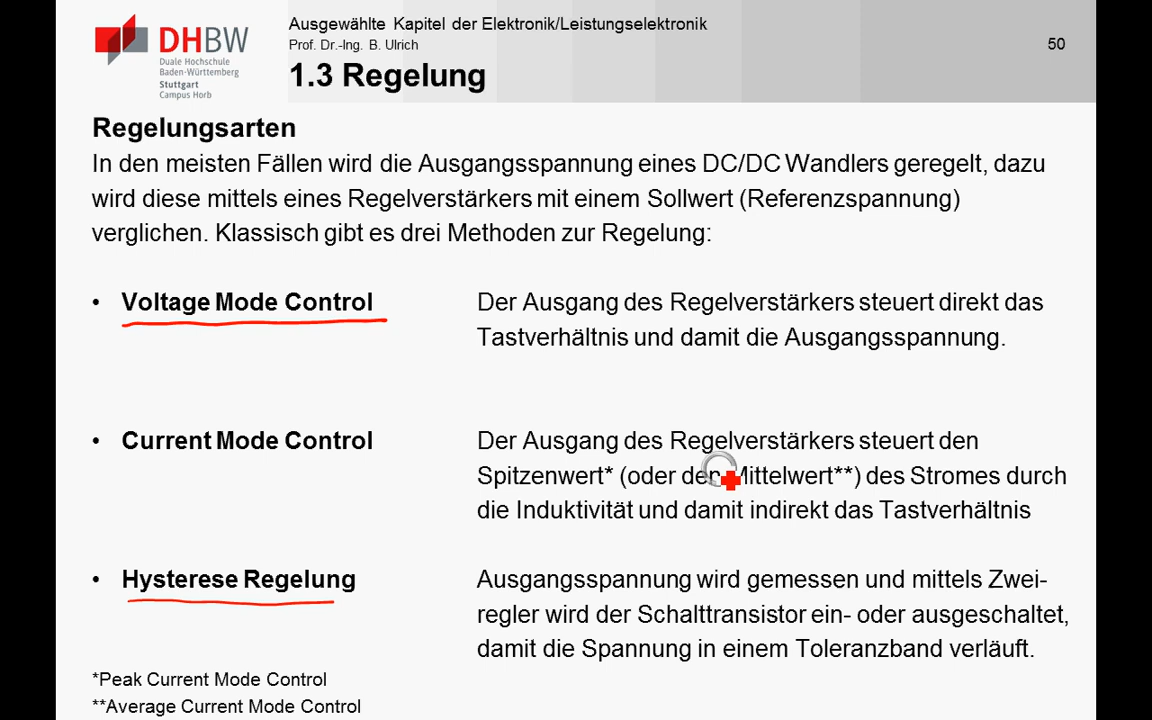 DHBW
Duale Hochschule
Baden-Württemberg
Stuttgart
Campus Horb
Ausgewählte Kapitel der Elektronik/Leistungselektronik
Prof. Dr.-Ing. B. Ulrich
50
1.3 Regelung
Regelungsarten
In den meisten Fällen wird die Ausgangsspannung eines DC/DC Wandlers geregelt, dazu
wird diese mittels eines Regelverstärkers mit einem Sollwert (Referenzspannung)
verglichen. Klassisch gibt es drei Methoden zur Regelung:
• Voltage Mode Control
Der Ausgang des Regelverstärkers steuert direkt das
Tastverhältnis und damit die Ausgangsspannung.
• Current Mode Control
Der Ausgang des Regelverstärkers steuert den
Spitzenwert* (oder den Mittelwert**) des Stromes durch
die Induktivität und damit indirekt das Tastverhältnis
• Hysterese Regelung
Ausgangsspannung wird gemessen und mittels Zwei-
regler wird der Schalttransistor ein- oder ausgeschaltet,
damit die Spannung in einem Toleranzband verläuft.
*Peak Current Mode Control
**Average Current Mode Control